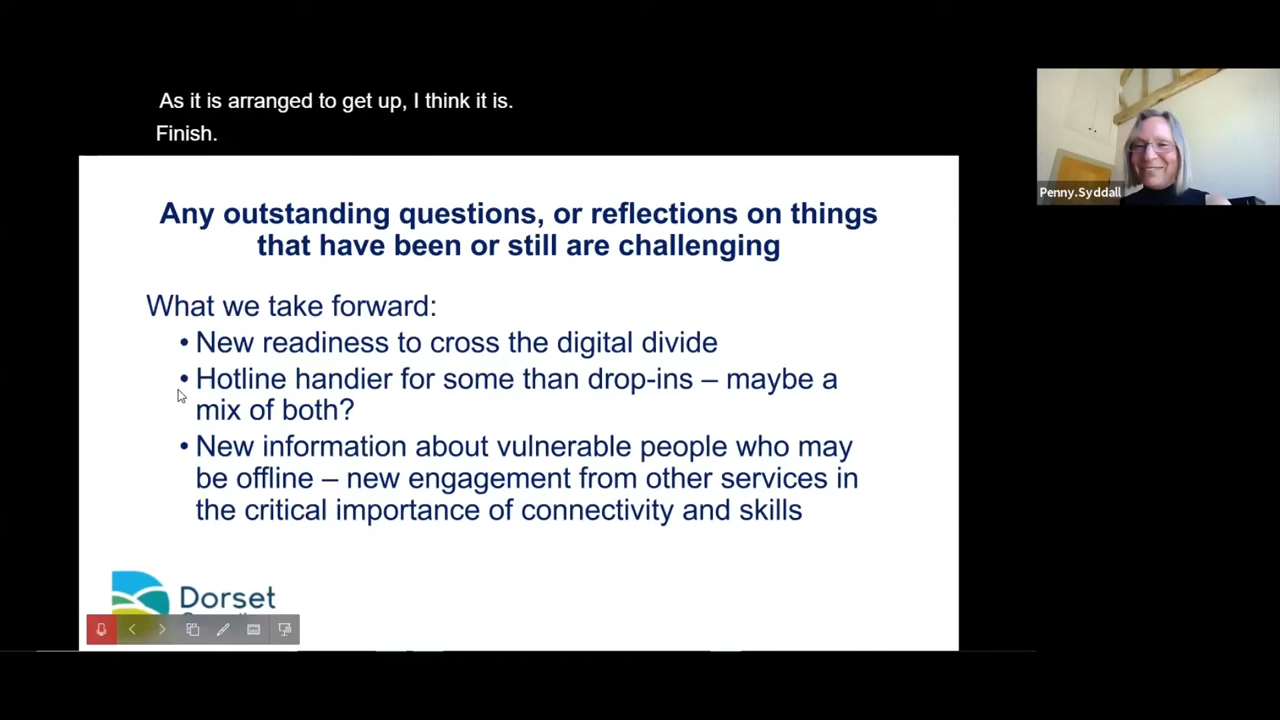 As it is arranged to get up, I think it is.
Finish.
Penny.Syddall
Any outstanding questions, or reflections on things
that have been or still are challenging
What we take forward:
• New readiness to cross the digital divide
• Hotline handier for some than drop-ins – maybe a
mix of both?
• New information about vulnerable people who may
be offline – new engagement from other services in
the critical importance of connectivity and skills
Dorset